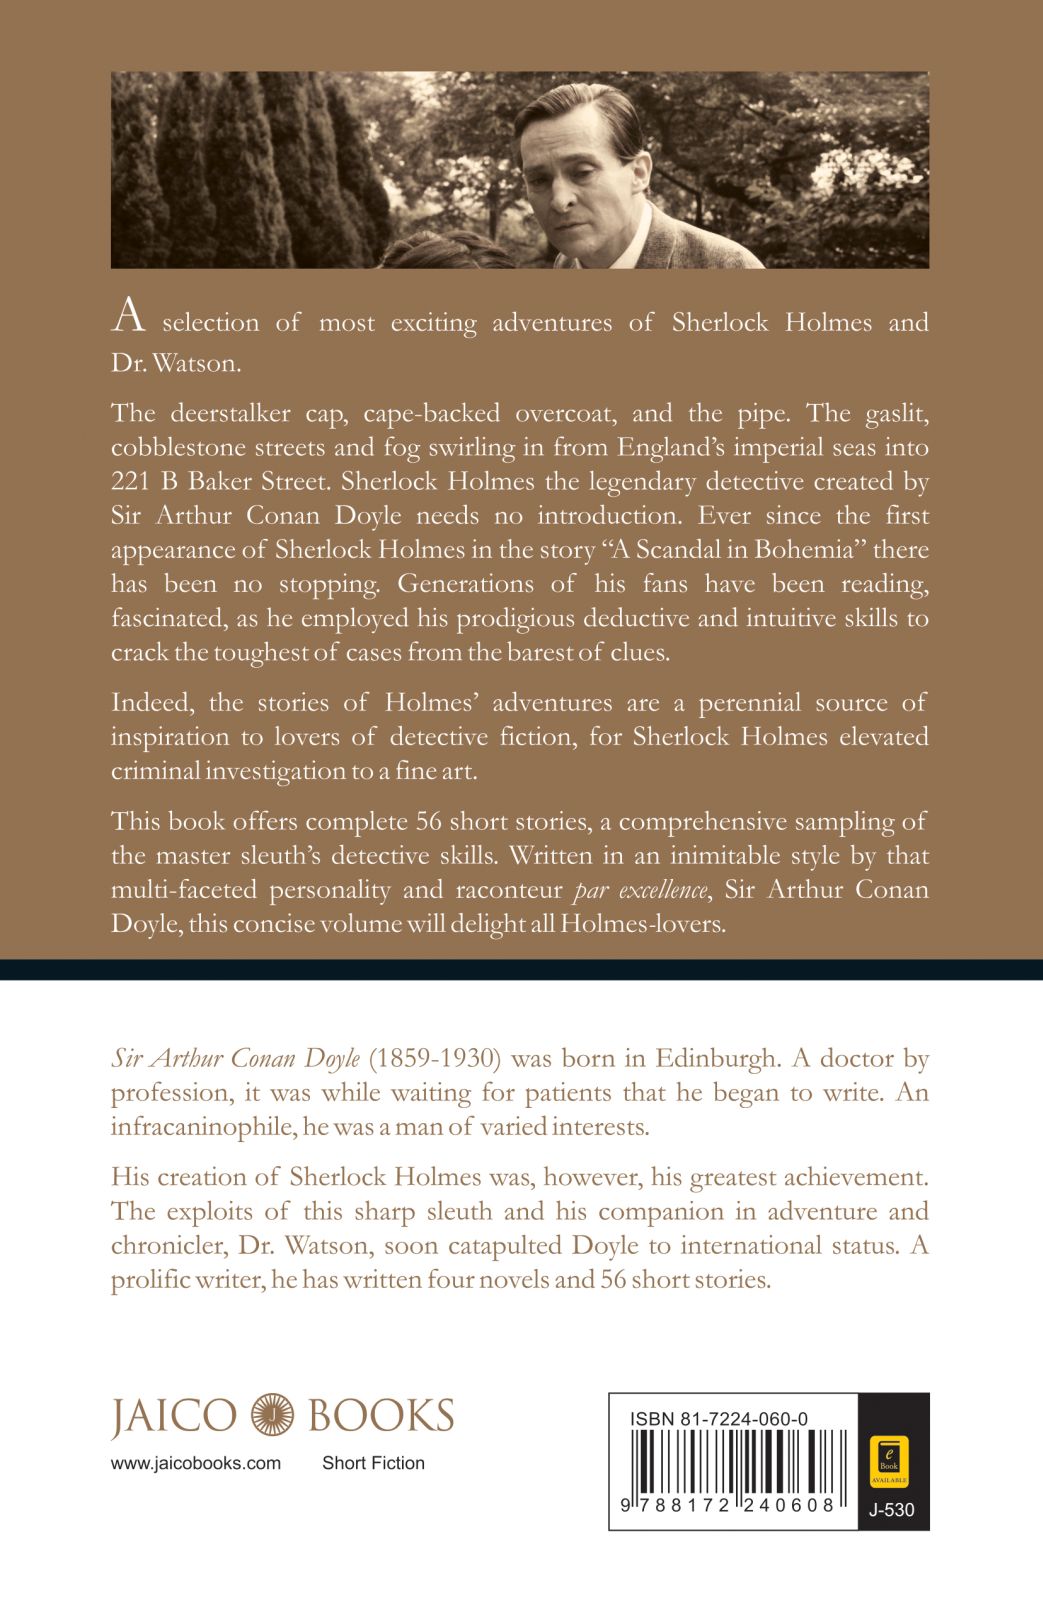 A selection of most exciting adventures of Sherlock Holmes and
Dr. Watson.
The deerstalker cap, cape-backed overcoat, and the pipe. The gaslit,
cobblestone streets and fog swirling in from England’s imperial seas into
221 B Baker Street. Sherlock Holmes the legendary detective created by
Sir Arthur Conan Doyle needs no introduction. Ever since the first
appearance of Sherlock Holmes in the story “A Scandal in Bohemia” there
has been no stopping. Generations of his fans have been reading,
fascinated, as he employed his prodigious deductive and intuitive skills to
crack the toughest of cases from the barest of clues.
Indeed, the stories of Holmes’ adventures are a perennial source of
inspiration to lovers of detective fiction, for Sherlock Holmes elevated
criminal investigation to a fine art.
This book offers complete 56 short stories, a comprehensive sampling of
the master sleuth’s detective skills. Written in an inimitable style by that
multi-faceted personality and raconteur par excellence, Sir Arthur Conan
Doyle, this concise volume will delight all Holmes-lovers.
Sir Arthur Conan Doyle (1859-1930) was born in Edinburgh. A doctor by
profession, it was while waiting for patients that he began to write. An
infracaninophile, he was a man of varied interests.
His creation of Sherlock Holmes was, however, his greatest achievement.
The exploits of this sharp sleuth and his companion in adventure and
chronicler, Dr. Watson, soon catapulted Doyle to international status. A
prolific writer, he has written four novels and 56 short stories.
JAICO J BOOKS
www.jaicobooks.com Short Fiction
ISBN 81-7224-060-0
9 788172 240608
e
Book
AVAILABLE
J-530